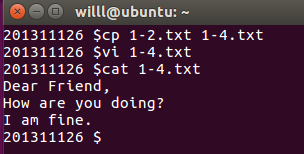 willl@ubuntu: ~
201311126 $cp 1-2.txt 1-4.txt
201311126 $vi 1-4.txt
201311126 $cat 1-4.txt
Dear Friend,
How are you doing?
I am fine.
201311126 $